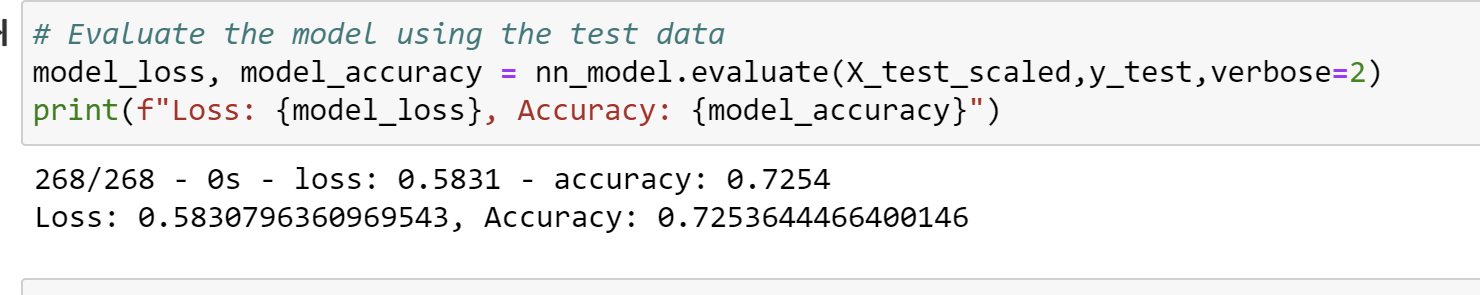 # Evaluate the model using the test data
model_loss, model_accuracy = nn_model.evaluate(X_test_scaled,y_test,verbose=2)
print(f"Loss: {model_loss}, Accuracy: {model_accuracy}")
268/268 - 0s - loss: 0.5831 - accuracy: 0.7254
Loss: 0.5830796360969543, Accuracy: 0.7253644466400146